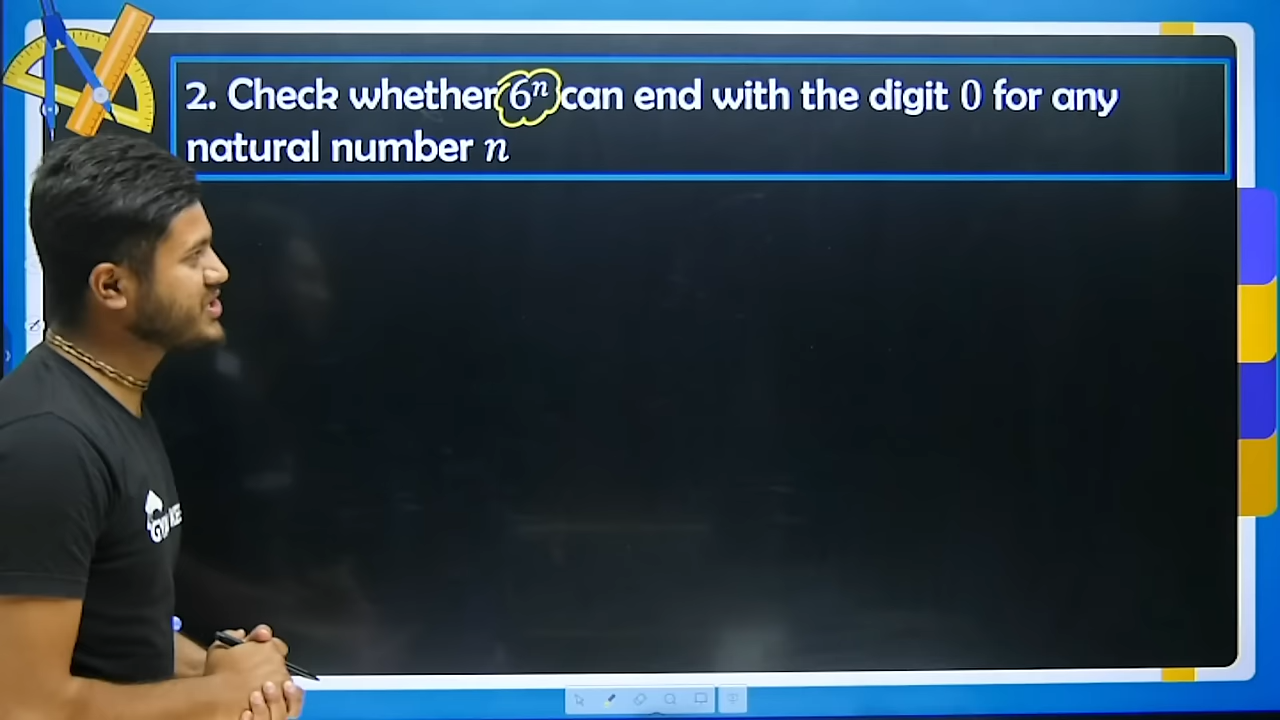 2. Check whether 6ⁿ can end with the digit 0 for any
natural number n